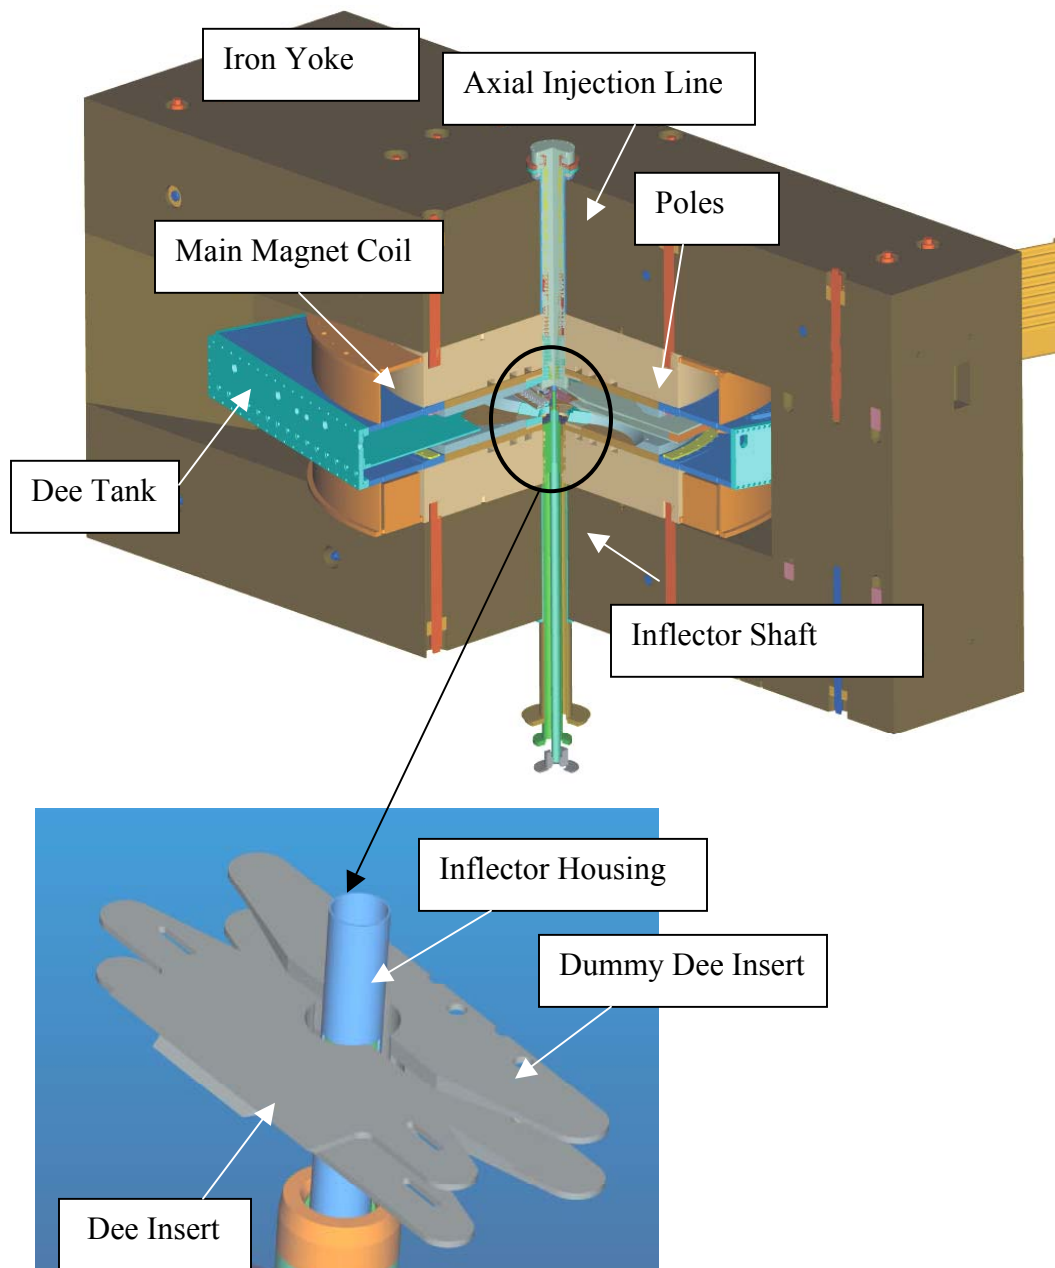 Iron Yoke
Axial Injection Line
Poles
Main Magnet Coil
Dee Tank
Inflector Shaft
Inflector Housing
Dummy Dee Insert
Dee Insert